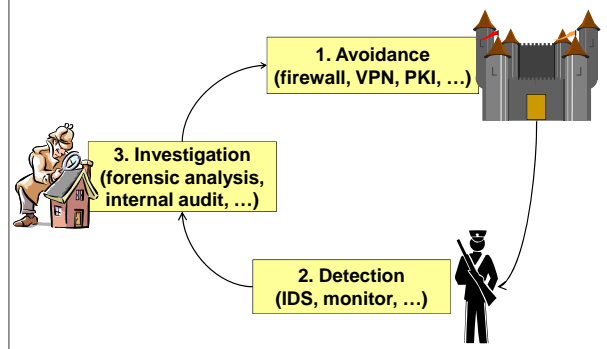 1. Avoidance
(firewall, VPN, PKI, …)
3. Investigation
(forensic analysis,
internal audit, …)
2. Detection
(IDS, monitor, …)